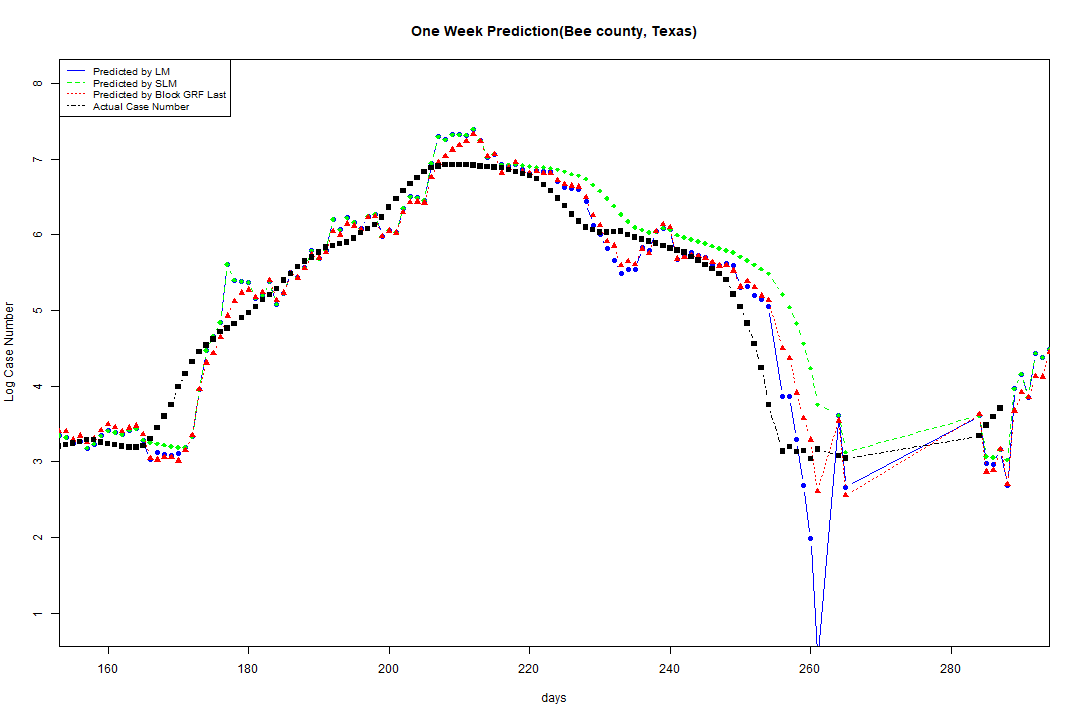 One Week Prediction(Bee county, Texas)
Predicted by LM
Predicted by SLM
Predicted by Block GRF Last
Actual Case Number
8
7
6
5
4
3
2
1
Log Case Number
160 180 200 220 240 260 280
days